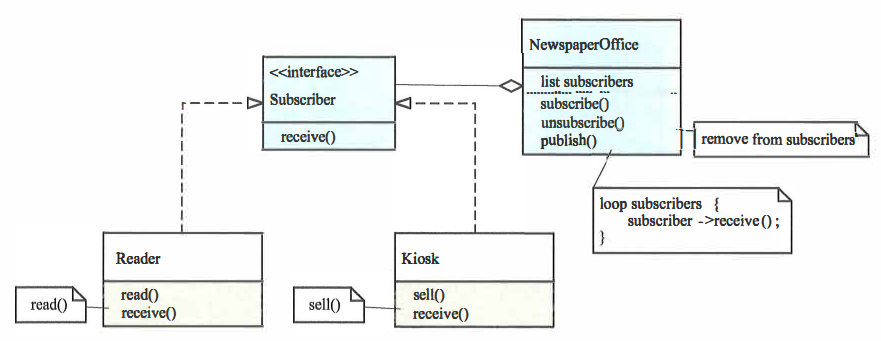 NewspaperOffice
list subscribers
subscribe()
unsubscribe()
publish()
<<interface>>
Subscriber
receive()
remove from subscribers
loop subscribers {
subscriber ->receive();
}
Reader
read()
receive()
read()
Kiosk
sell()
receive()
sell()